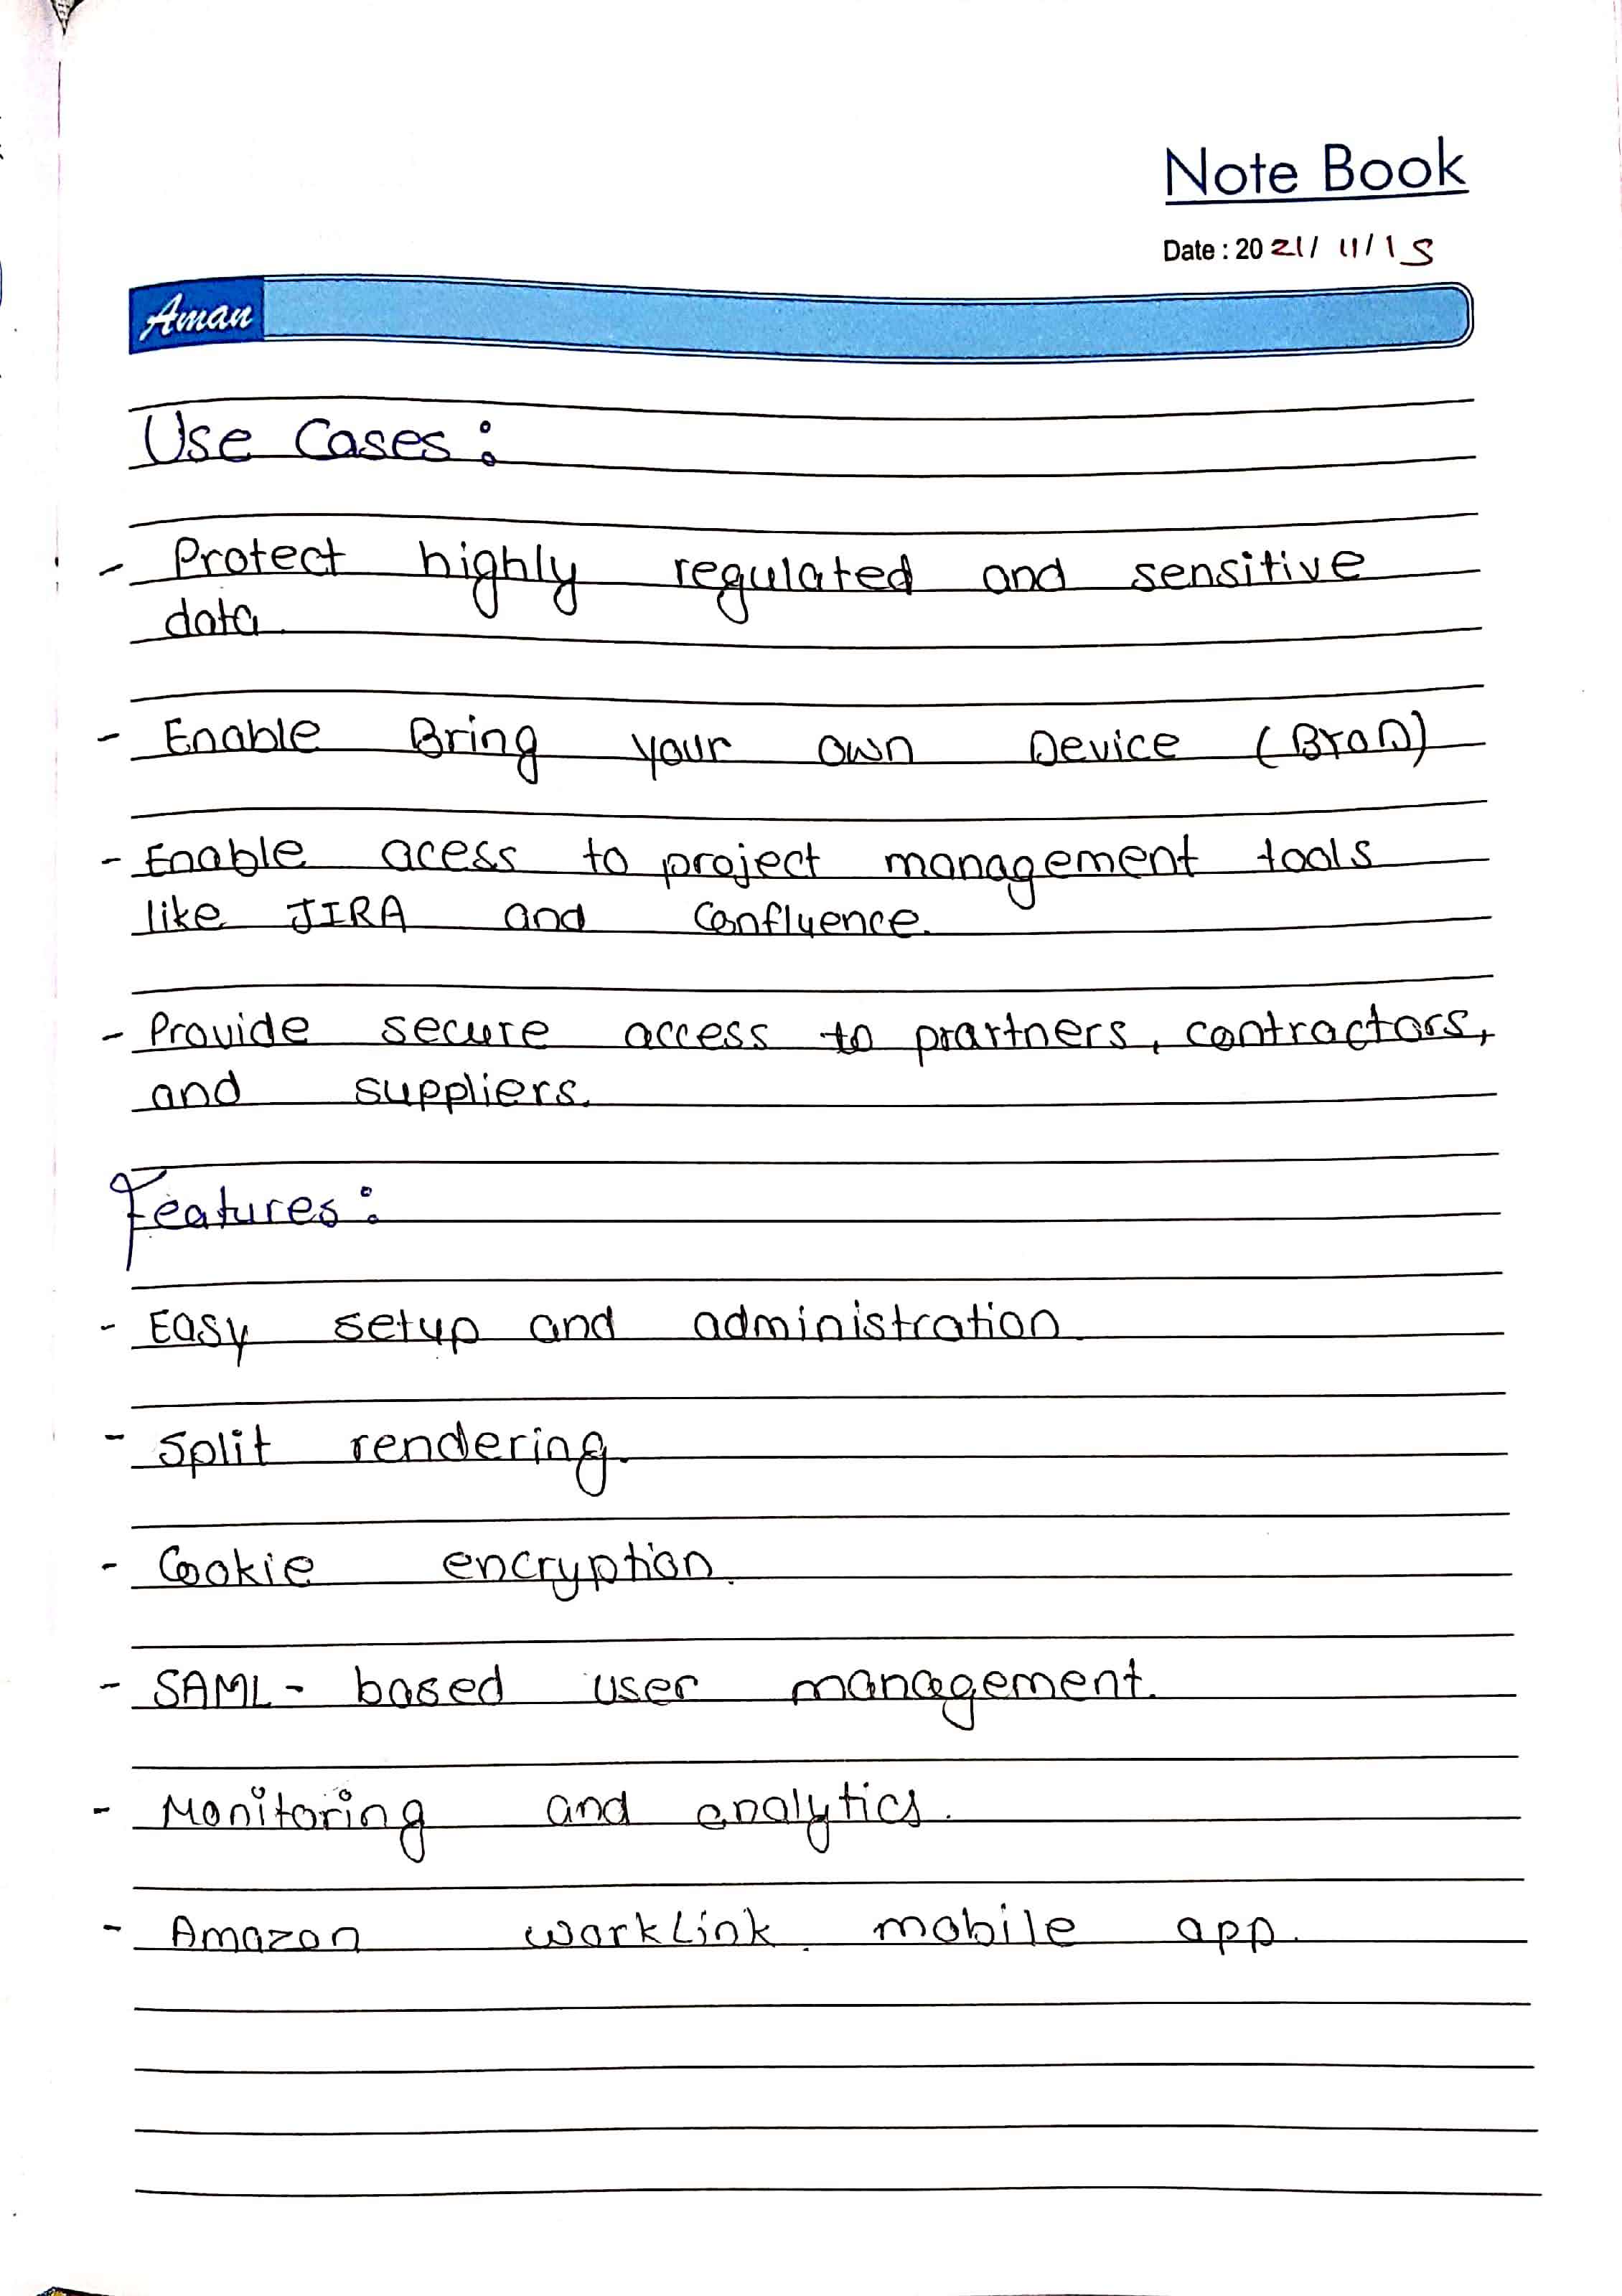 Note Book
Date : 2021/ 11/15
Aman
Use Cases :
- Protect highly regulated and sensitive
data.
- Enable Bring your own Device (BYOD)
- Enable acess to project management tools
like JIRA and Confluence.
- Provide secure access to prartners, contractors,
and suppliers.
Features :
- Easy setup and administration.
- Split rendering.
- Cookie encryption.
- SAML- based user management.
- Monitoring and analytics.
- Amazon workLink. mobile app.